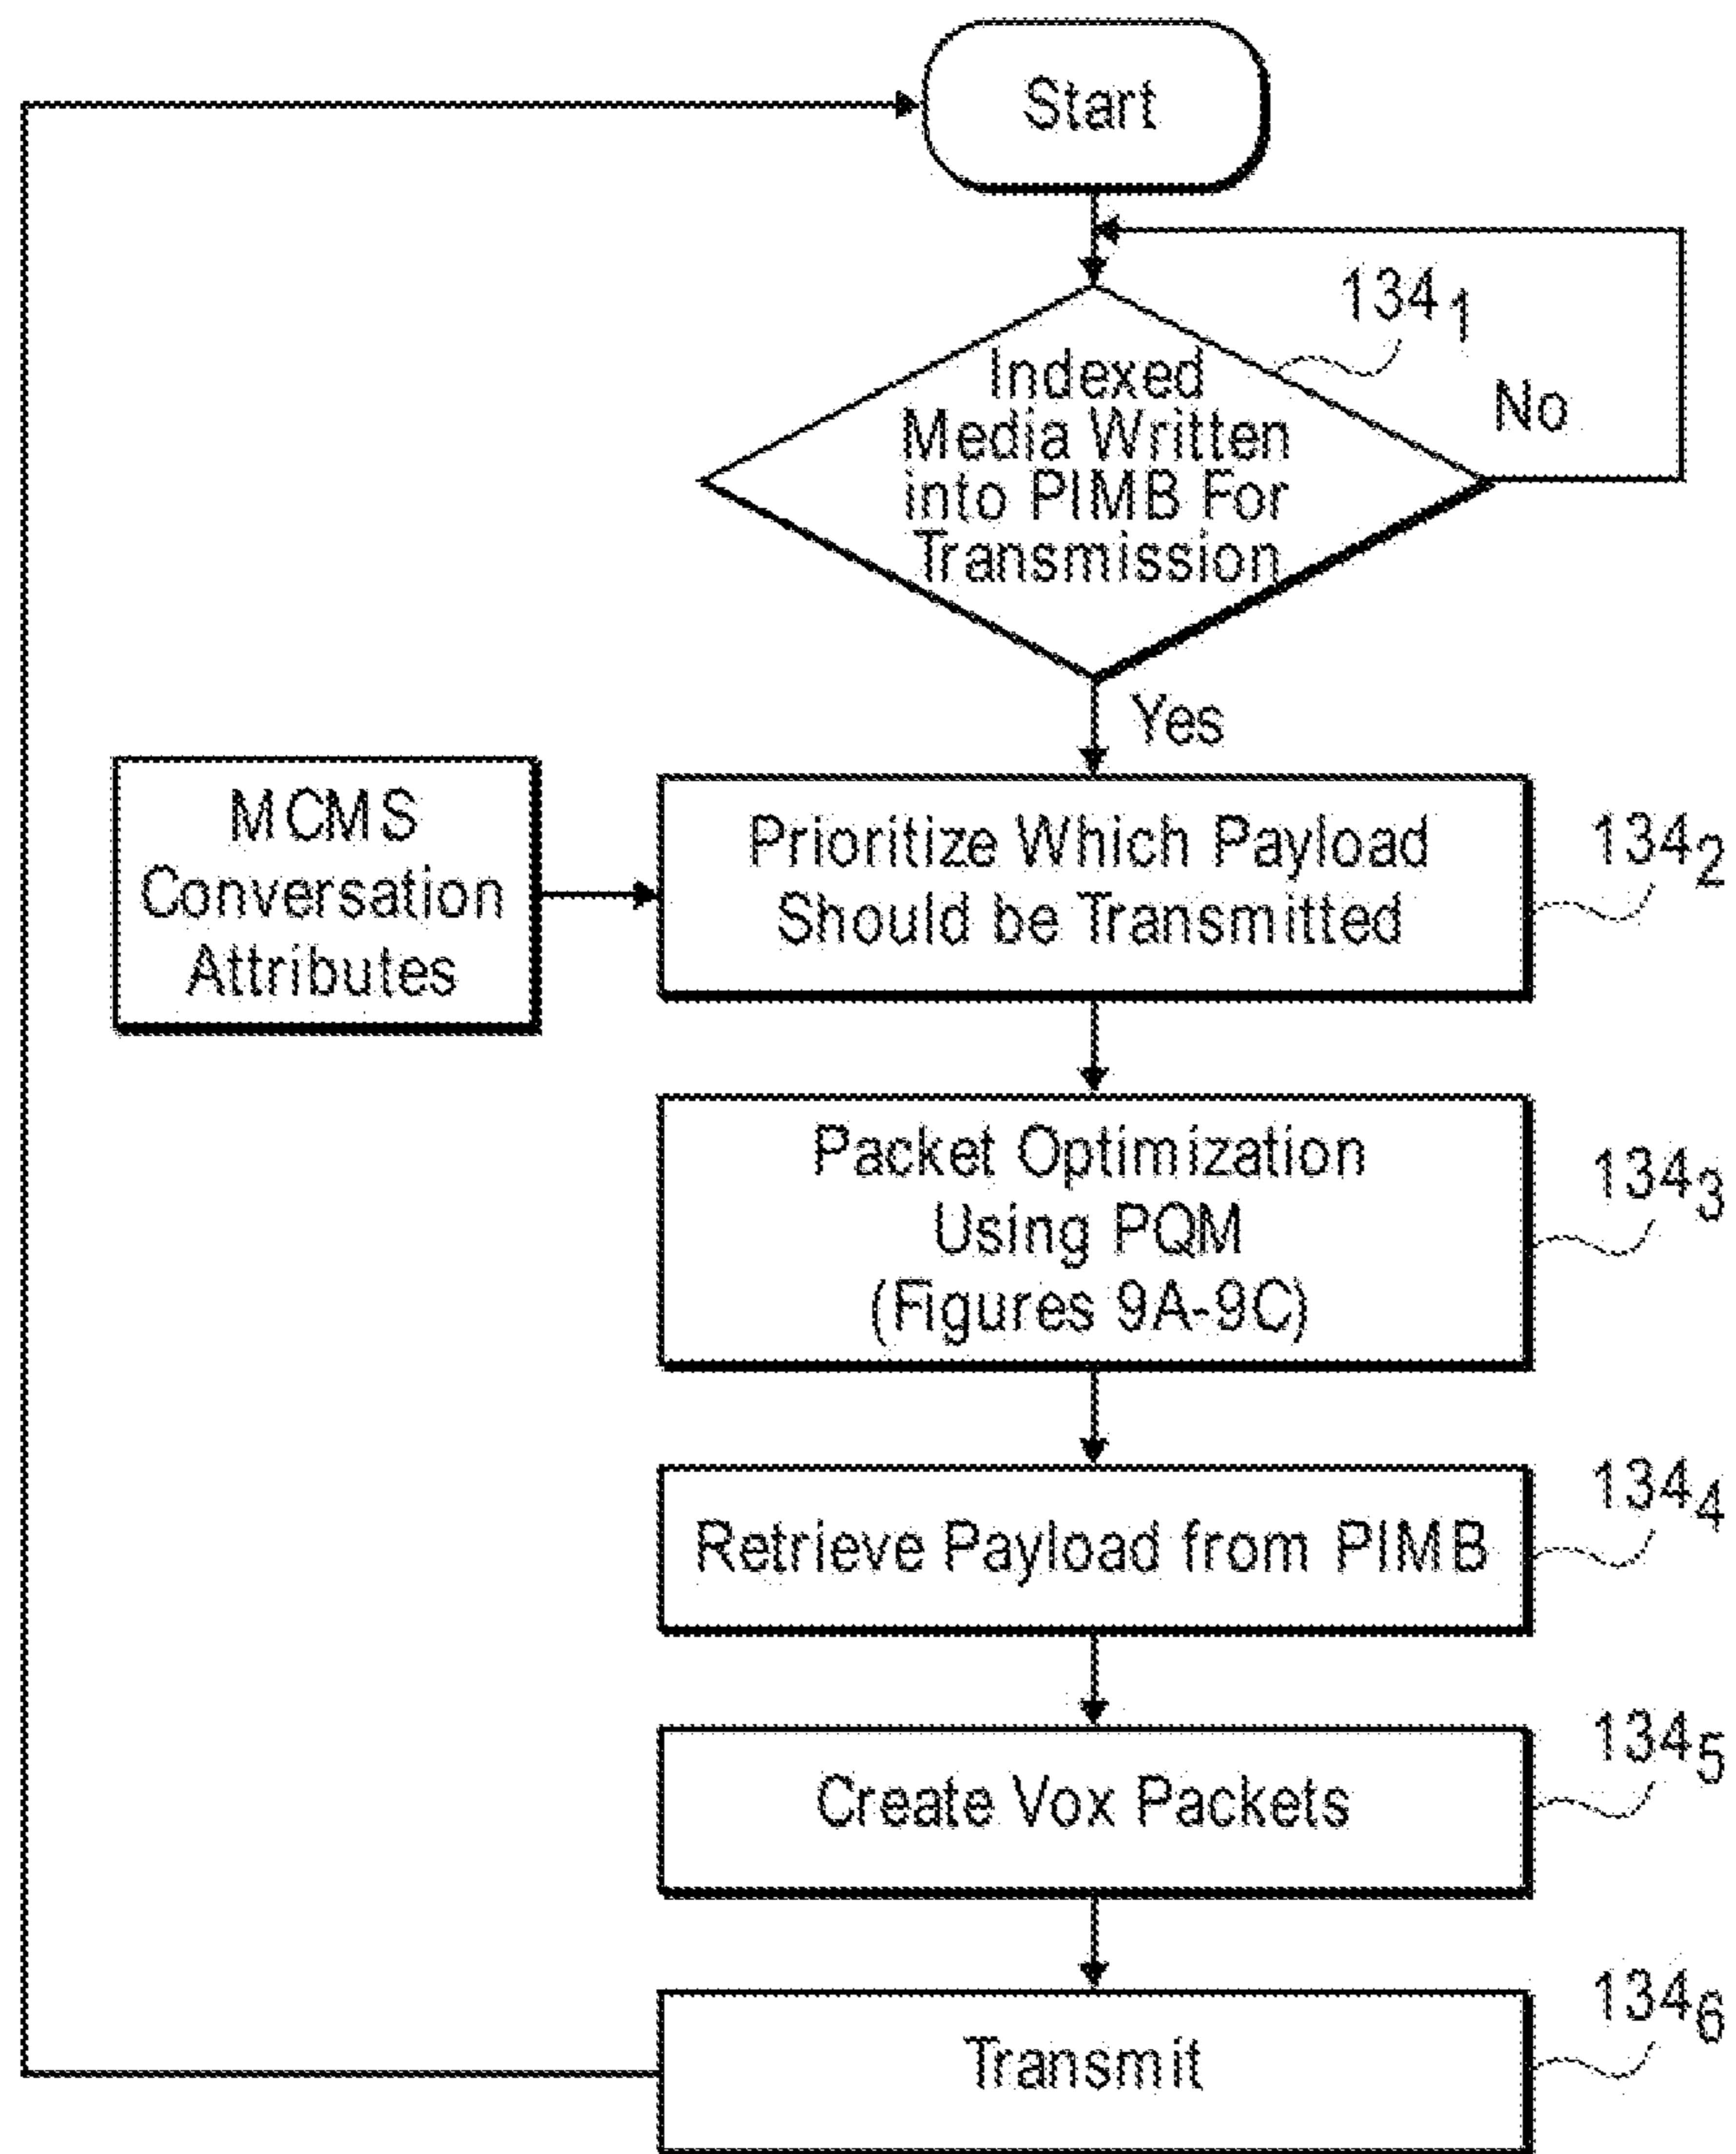 Start
134₁
Indexed
Media Written
into PIMB For
Transmission
No
Yes
MCMS
Conversation
Attributes
Prioritize Which Payload
Should be Transmitted
134₂
Packet Optimization
Using PQM
(Figures 9A-9C)
134₃
Retrieve Payload from PIMB
134₄
Create Vox Packets
134₅
Transmit
134₆